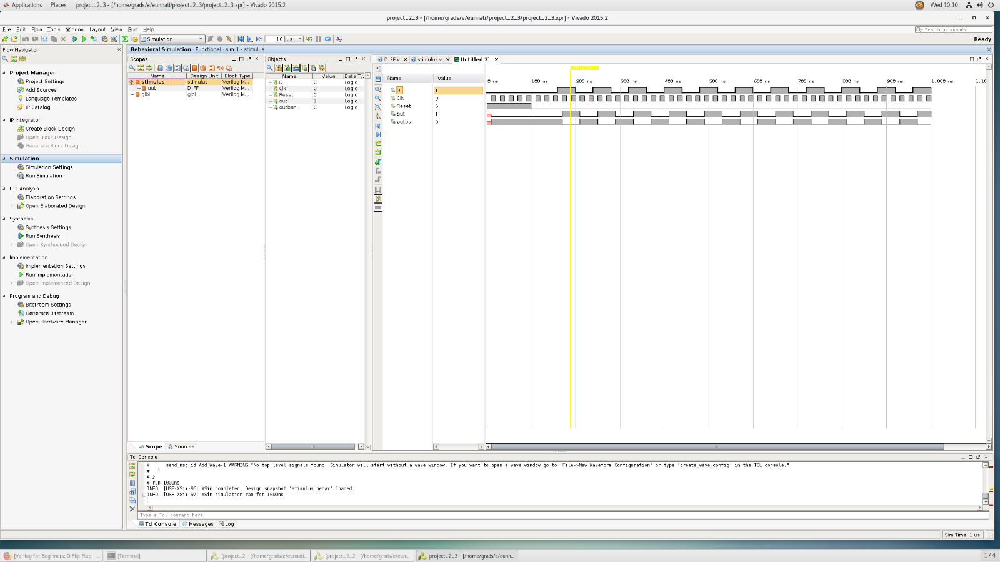 Applications Places project_2_3 - [/home/grads/e/eunnati/project_2_3/project_2_3.xpr] - Vivado 2015.2 Wed 10:10
project_2_3 - [/home/grads/e/eunnati/project_2_3/project_2_3.xpr] - Vivado 2015.2
File Edit Flow Tools Window Layout View Run Help
Search commands
Simulation 10 us
Ready
Flow Navigator
Project Manager
Project Settings
Add Sources
Language Templates
IP Catalog
IP Integrator
Create Block Design
Open Block Design
Generate Block Design
Simulation
Simulation Settings
Run Simulation
RTL Analysis
Elaboration Settings
Open Elaborated Design
Synthesis
Synthesis Settings
Run Synthesis
Open Synthesized Design
Implementation
Implementation Settings
Run Implementation
Open Implemented Design
Program and Debug
Bitstream Settings
Generate Bitstream
Open Hardware Manager
Behavioral Simulation - Functional - sim_1 - stimulus
Scopes
Name Design Unit Block Type
stimulus stimulus Verilog M...
uut D_FF Verilog M...
glbl glbl Verilog M...
Scope Sources
Objects
Name Value Data Ty.
D 0 Logic
Clk 0 Logic
Reset 0 Logic
out 1 Logic
outbar 0 Logic
D_FF.v stimulus.v Untitled 21
Name Value
D 1
Clk 0
Reset 0
out 1
outbar 0
0 ns 100 ns 200 ns 300 ns 400 ns 500 ns 600 ns 700 ns 800 ns 900 ns 1,000 ns 1,10
Tcl Console
# send_msg_id Add_Wave-1 WARNING "No top level signals found. Simulator will start without a wave window. If you want to open a wave window go to 'File->New Waveform Configuration' or type 'create_wave_config' in the TCL console."
# }
# }
# run 1000ns
INFO: [USF-XSim-96] XSim completed. Design snapshot 'stimulus_behav' loaded.
INFO: [USF-XSim-97] XSim simulation ran for 1000ns
Type a Tcl command here
Tcl Console Messages Log
Sim Time: 1 us
[Verilog for Beginners: D Flip-Flop - ... [Terminal] [project_2 - [/home/grads/e/eunnati... [project_2_2 - [/home/grads/e/eun... project_2_3 - [/home/grads/e/eunn... 1 / 4